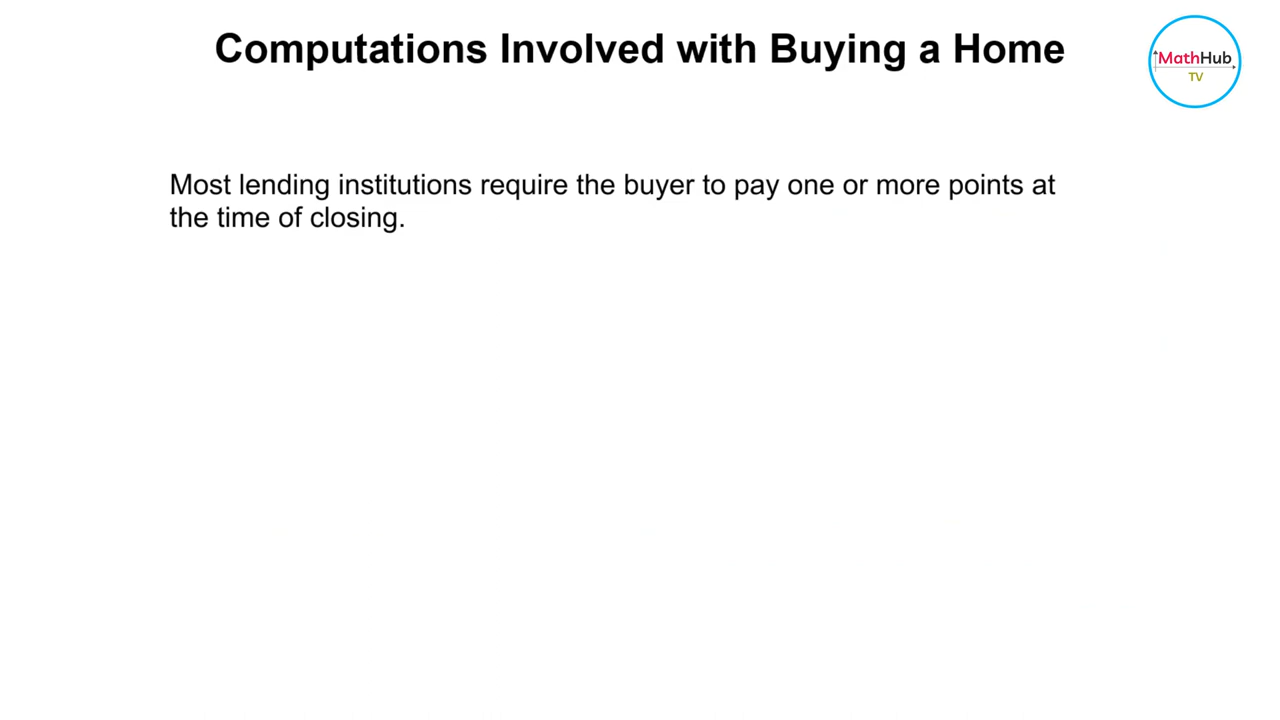 Computations Involved with Buying a Home
MathHub
TV
Most lending institutions require the buyer to pay one or more points at
the time of closing.